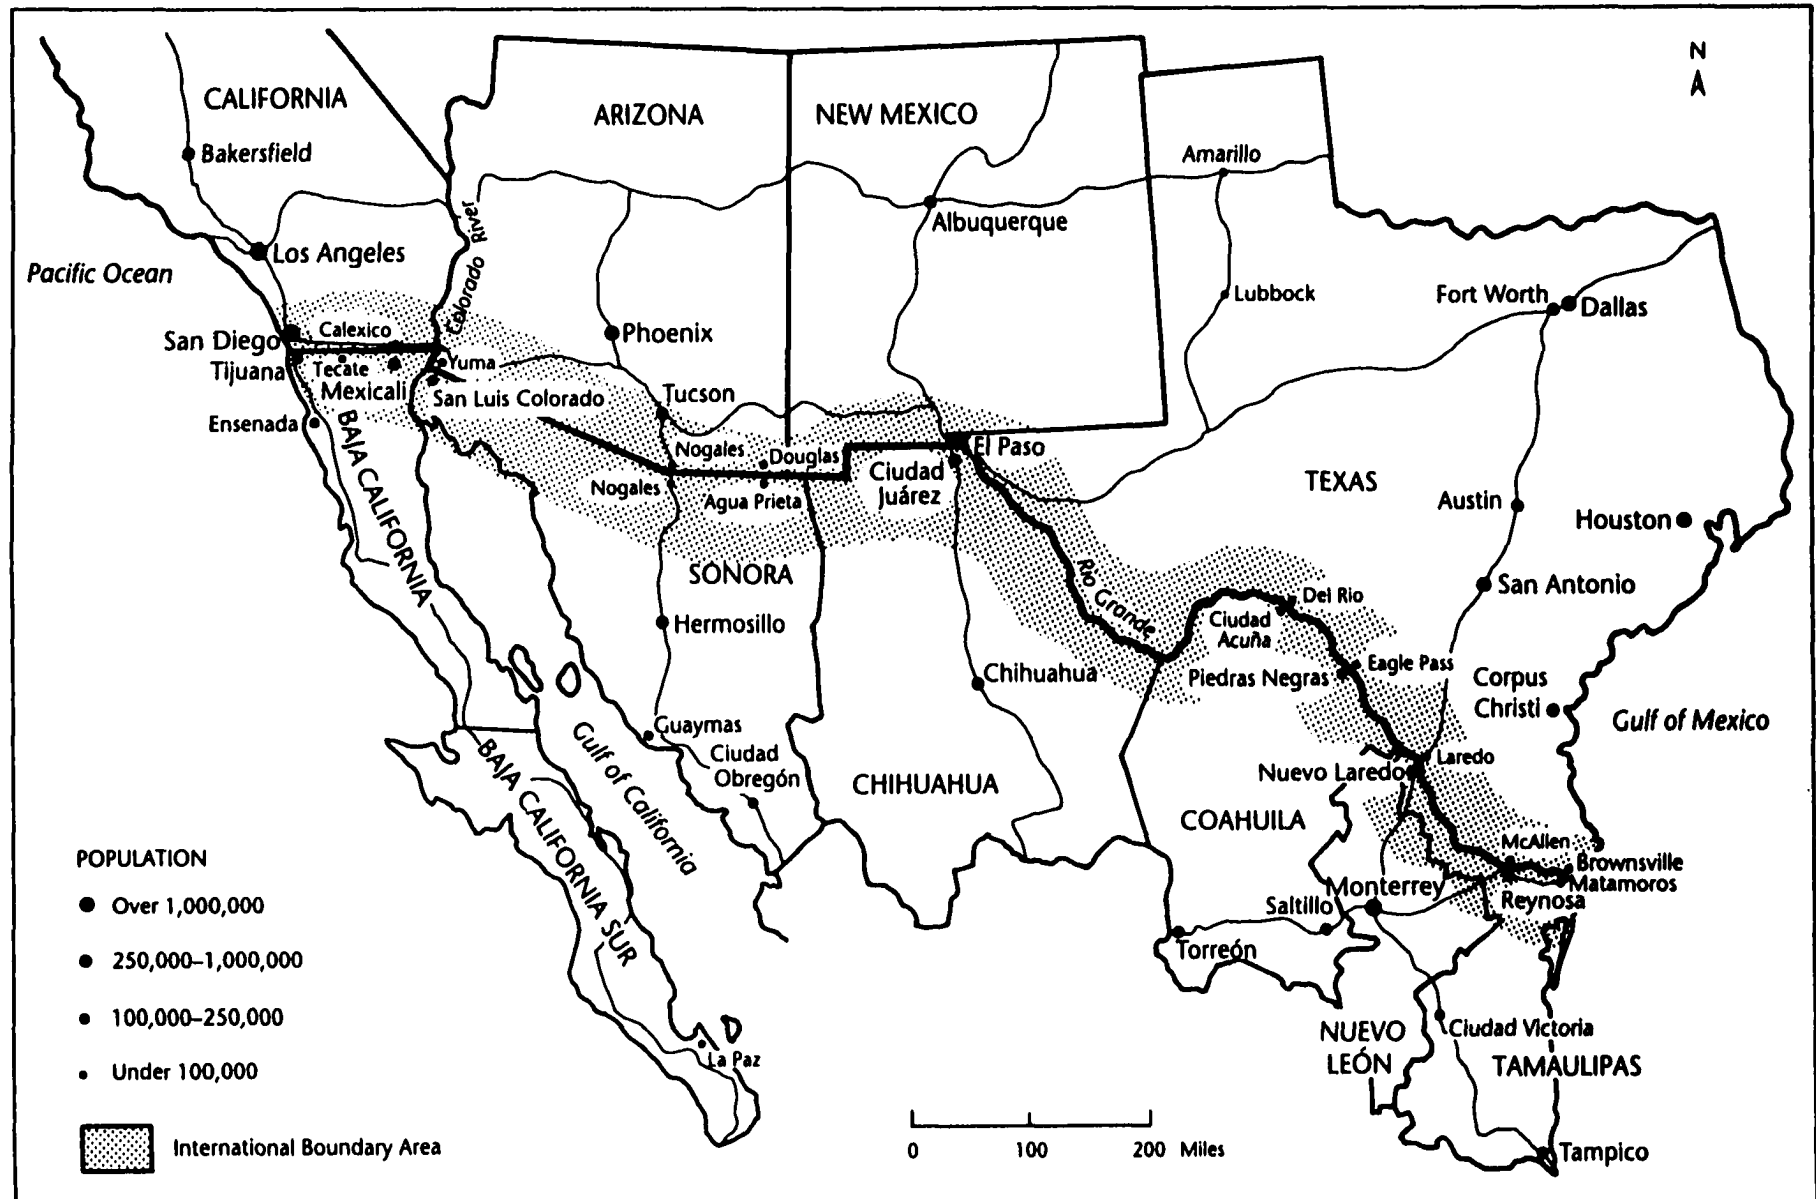 N
CALIFORNIA
ARIZONA
NEW MEXICO
Bakersfield
Amarillo
Colorado River
Albuquerque
Los Angeles
Pacific Ocean
Lubbock
Fort Worth
Dallas
Calexico
San Diego
Phoenix
Tijuana
Tecate
Yuma
Mexicali
San Luis Colorado
Tucson
Ensenada
BAJA CALIFORNIA
Nogales
Douglas
El Paso
Nogales
Agua Prieta
Ciudad
Juárez
TEXAS
Austin
Houston
SONORA
Rio Grande
San Antonio
Del Rio
Ciudad
Acuña
Hermosillo
Chihuahua
Piedras Negras
Eagle Pass
Corpus
Christi
Gulf of Mexico
Guaymas
Ciudad
Obregón
BAJA CALIFORNIA SUR
Gulf of California
CHIHUAHUA
Nuevo Laredo
Laredo
COAHUILA
McAllen
Brownsville
Matamoros
Monterrey
Reynosa
Saltillo
Torreón
NUEVO
LEÓN
Ciudad Victoria
TAMAULIPAS
La Paz
Tampico
POPULATION
Over 1,000,000
250,000–1,000,000
100,000–250,000
Under 100,000
International Boundary Area
0 100 200 Miles